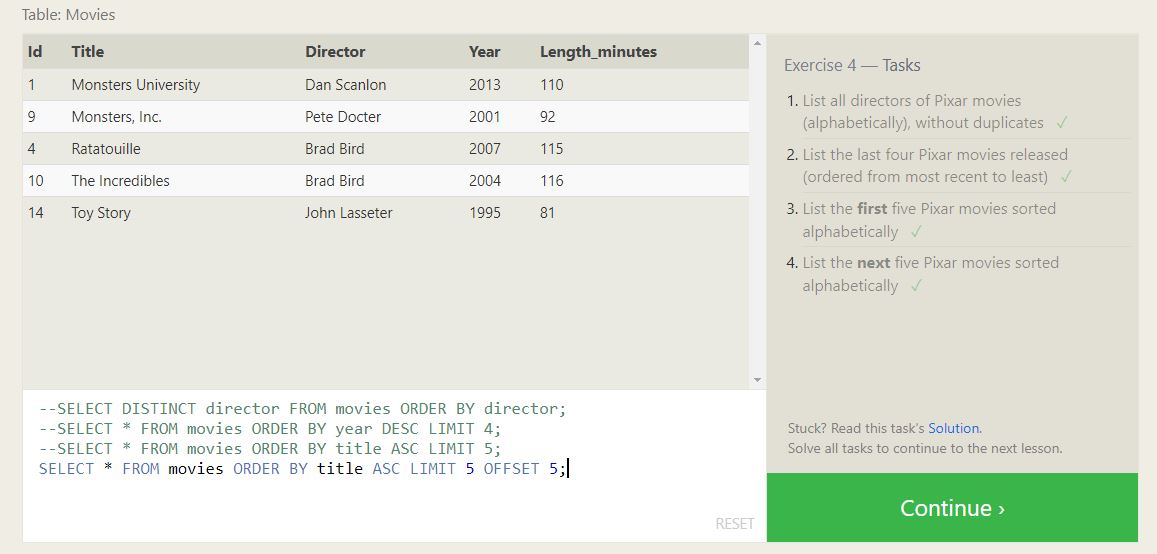 Table: Movies
Id Title Director Year Length_minutes
1 Monsters University Dan Scanlon 2013 110
9 Monsters, Inc. Pete Docter 2001 92
4 Ratatouille Brad Bird 2007 115
10 The Incredibles Brad Bird 2004 116
14 Toy Story John Lasseter 1995 81
--SELECT DISTINCT director FROM movies ORDER BY director;
--SELECT * FROM movies ORDER BY year DESC LIMIT 4;
--SELECT * FROM movies ORDER BY title ASC LIMIT 5;
SELECT * FROM movies ORDER BY title ASC LIMIT 5 OFFSET 5;
RESET
Exercise 4 — Tasks
1. List all directors of Pixar movies
(alphabetically), without duplicates ✓
2. List the last four Pixar movies released
(ordered from most recent to least) ✓
3. List the first five Pixar movies sorted
alphabetically ✓
4. List the next five Pixar movies sorted
alphabetically ✓
Stuck? Read this task's Solution.
Solve all tasks to continue to the next lesson.
Continue ›